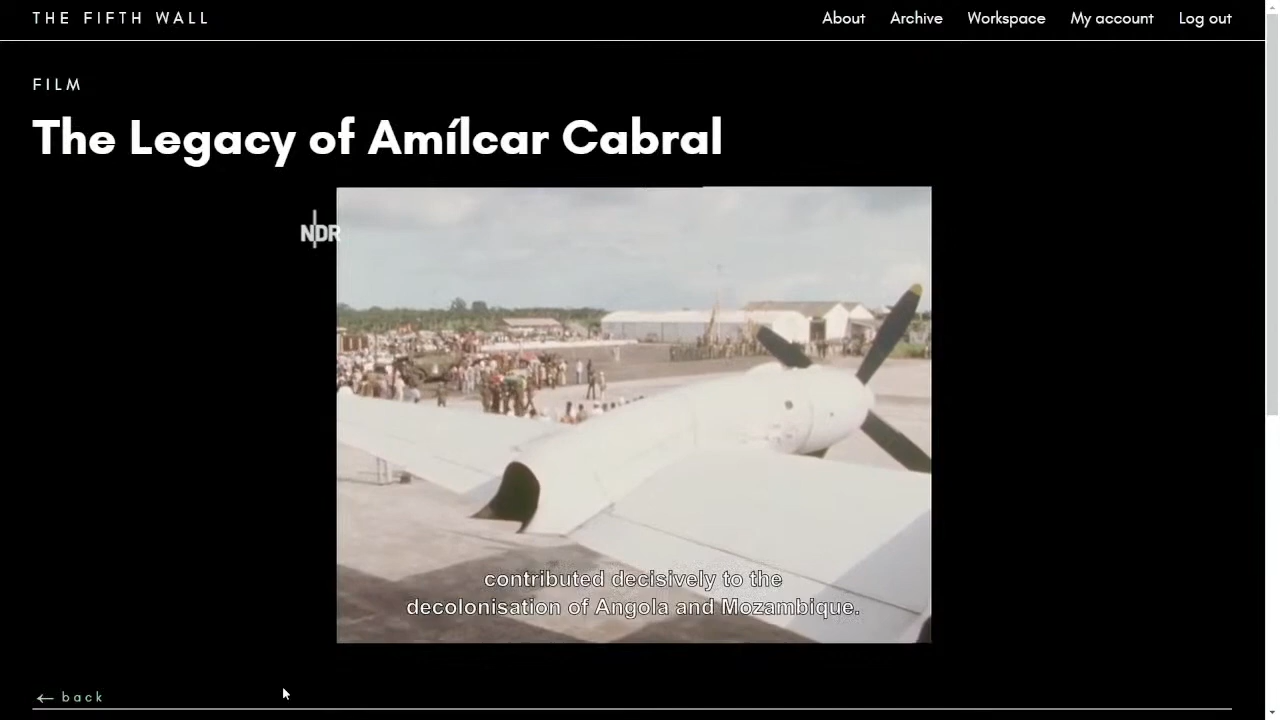 THE FIFTH WALL
About Archive Workspace My account Log out
FILM
The Legacy of Amílcar Cabral
NDR
contributed decisively to the
decolonisation of Angola and Mozambique.
← back